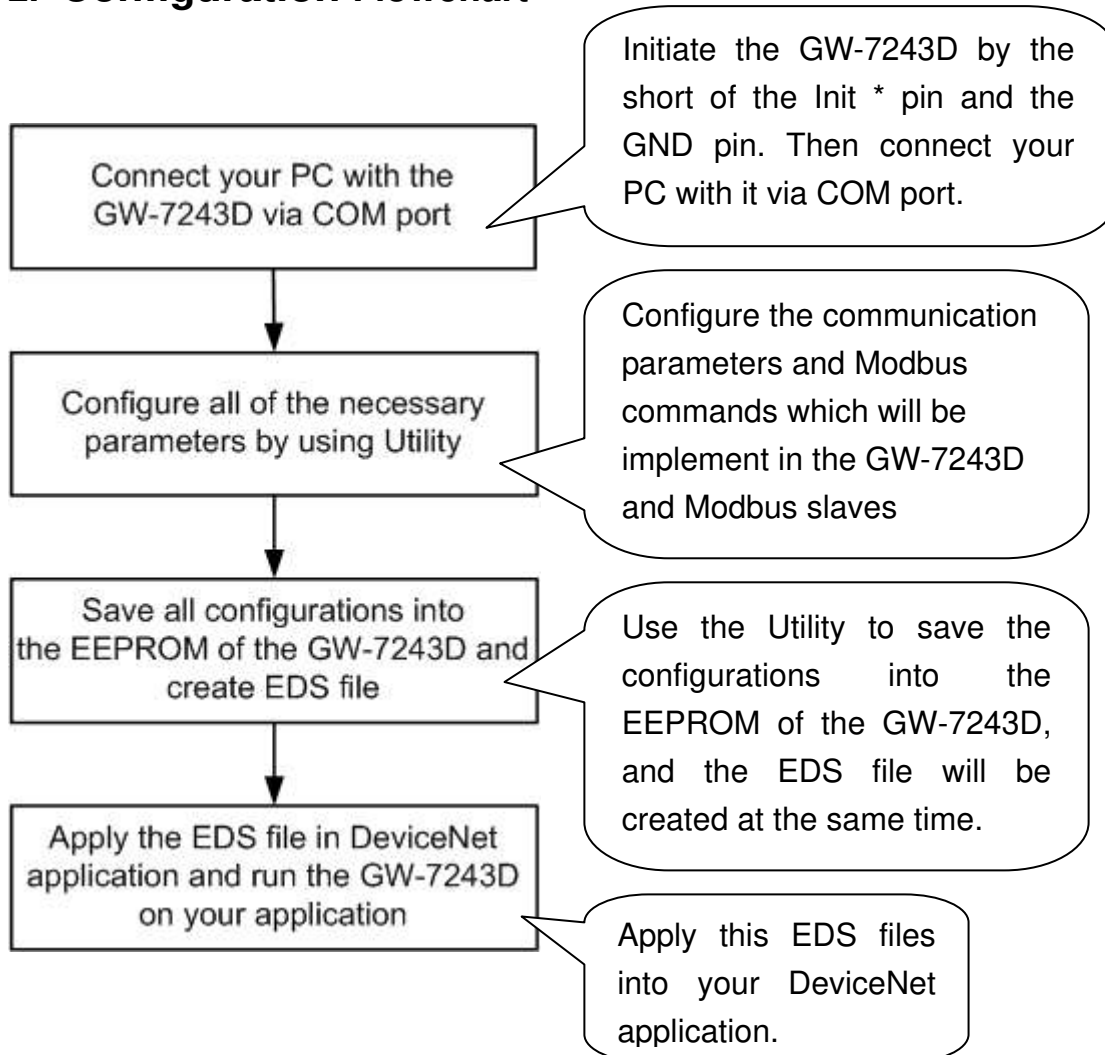 Configuration Flowchart
Initiate the GW-7243D by the
short of the Init * pin and the
GND pin. Then connect your
PC with it via COM port.
Connect your PC with the
GW-7243D via COM port
Configure the communication
parameters and Modbus
commands which will be
implement in the GW-7243D
and Modbus slaves
Configure all of the necessary
parameters by using Utility
Use the Utility to save the
configurations into the
EEPROM of the GW-7243D,
and the EDS file will be
created at the same time.
Save all configurations into
the EEPROM of the GW-7243D and
create EDS file
Apply the EDS file in DeviceNet
application and run the GW-7243D
on your application
Apply this EDS files
into your DeviceNet
application.